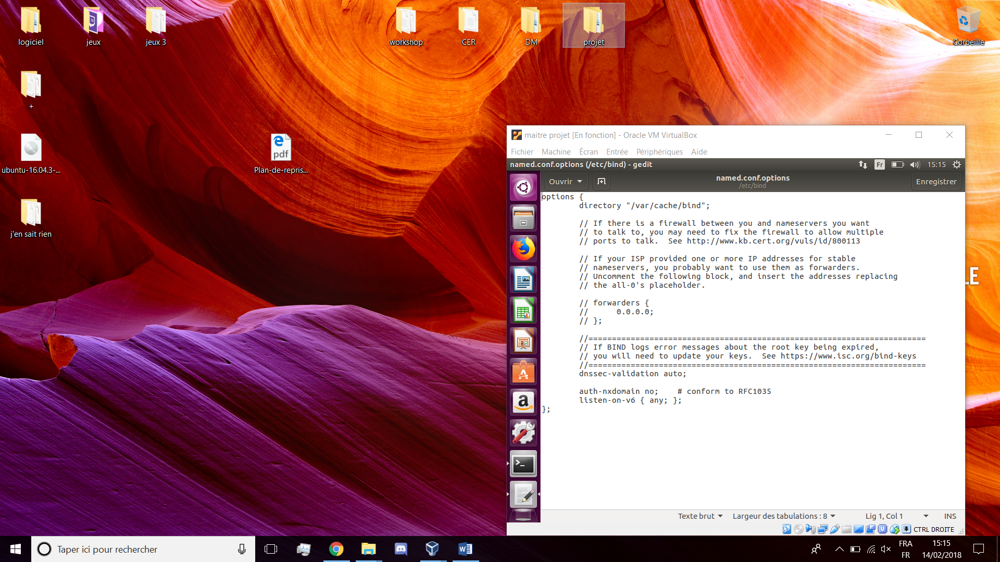 logiciel
jeux
jeux 3
workshop
CER
DM
projet
Corbeille
+
ubuntu-16.04.3-...
pdf
Plan-de-repris...
j'en sait rien
LE
maitre projet [En fonction] - Oracle VM VirtualBox
Fichier Machine Écran Entrée Périphériques Aide
named.conf.options (/etc/bind) - gedit
Fr
15:15
Ouvrir
named.conf.options
/etc/bind
Enregistrer
options {
directory "/var/cache/bind";
// If there is a firewall between you and nameservers you want
// to talk to, you may need to fix the firewall to allow multiple
// ports to talk.  See http://www.kb.cert.org/vuls/id/800113
// If your ISP provided one or more IP addresses for stable
// nameservers, you probably want to use them as forwarders.
// Uncomment the following block, and insert the addresses replacing
// the all-0's placeholder.
// forwarders {
//      0.0.0.0;
// };
//========================================================================
// If BIND logs error messages about the root key being expired,
// you will need to update your keys.  See https://www.isc.org/bind-keys
//========================================================================
dnssec-validation auto;
auth-nxdomain no;    # conform to RFC1035
listen-on-v6 { any; };
};
Texte brut
Largeur des tabulations : 8
Lig 1, Col 1
INS
CTRL DROITE
Taper ici pour rechercher
FRA
FR
15:15
14/02/2018